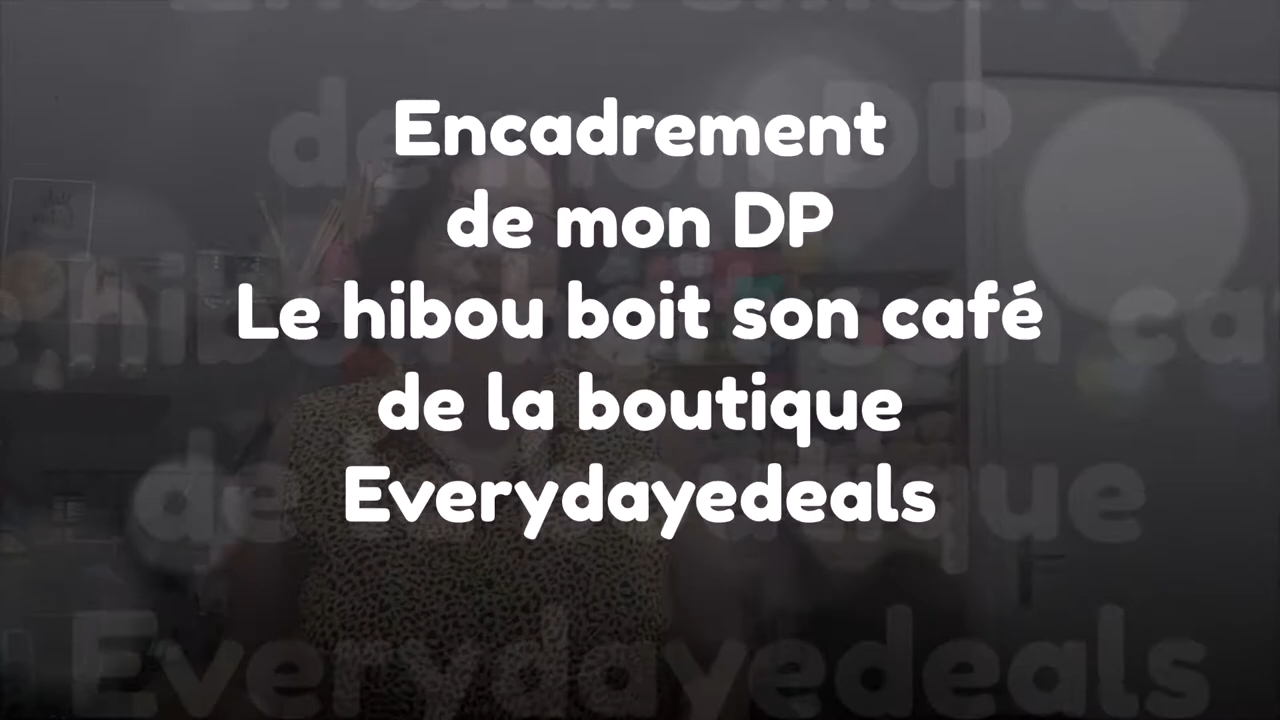 Encadrement
de mon DP
Le hibou boit son café
de la boutique
Everydayedeals